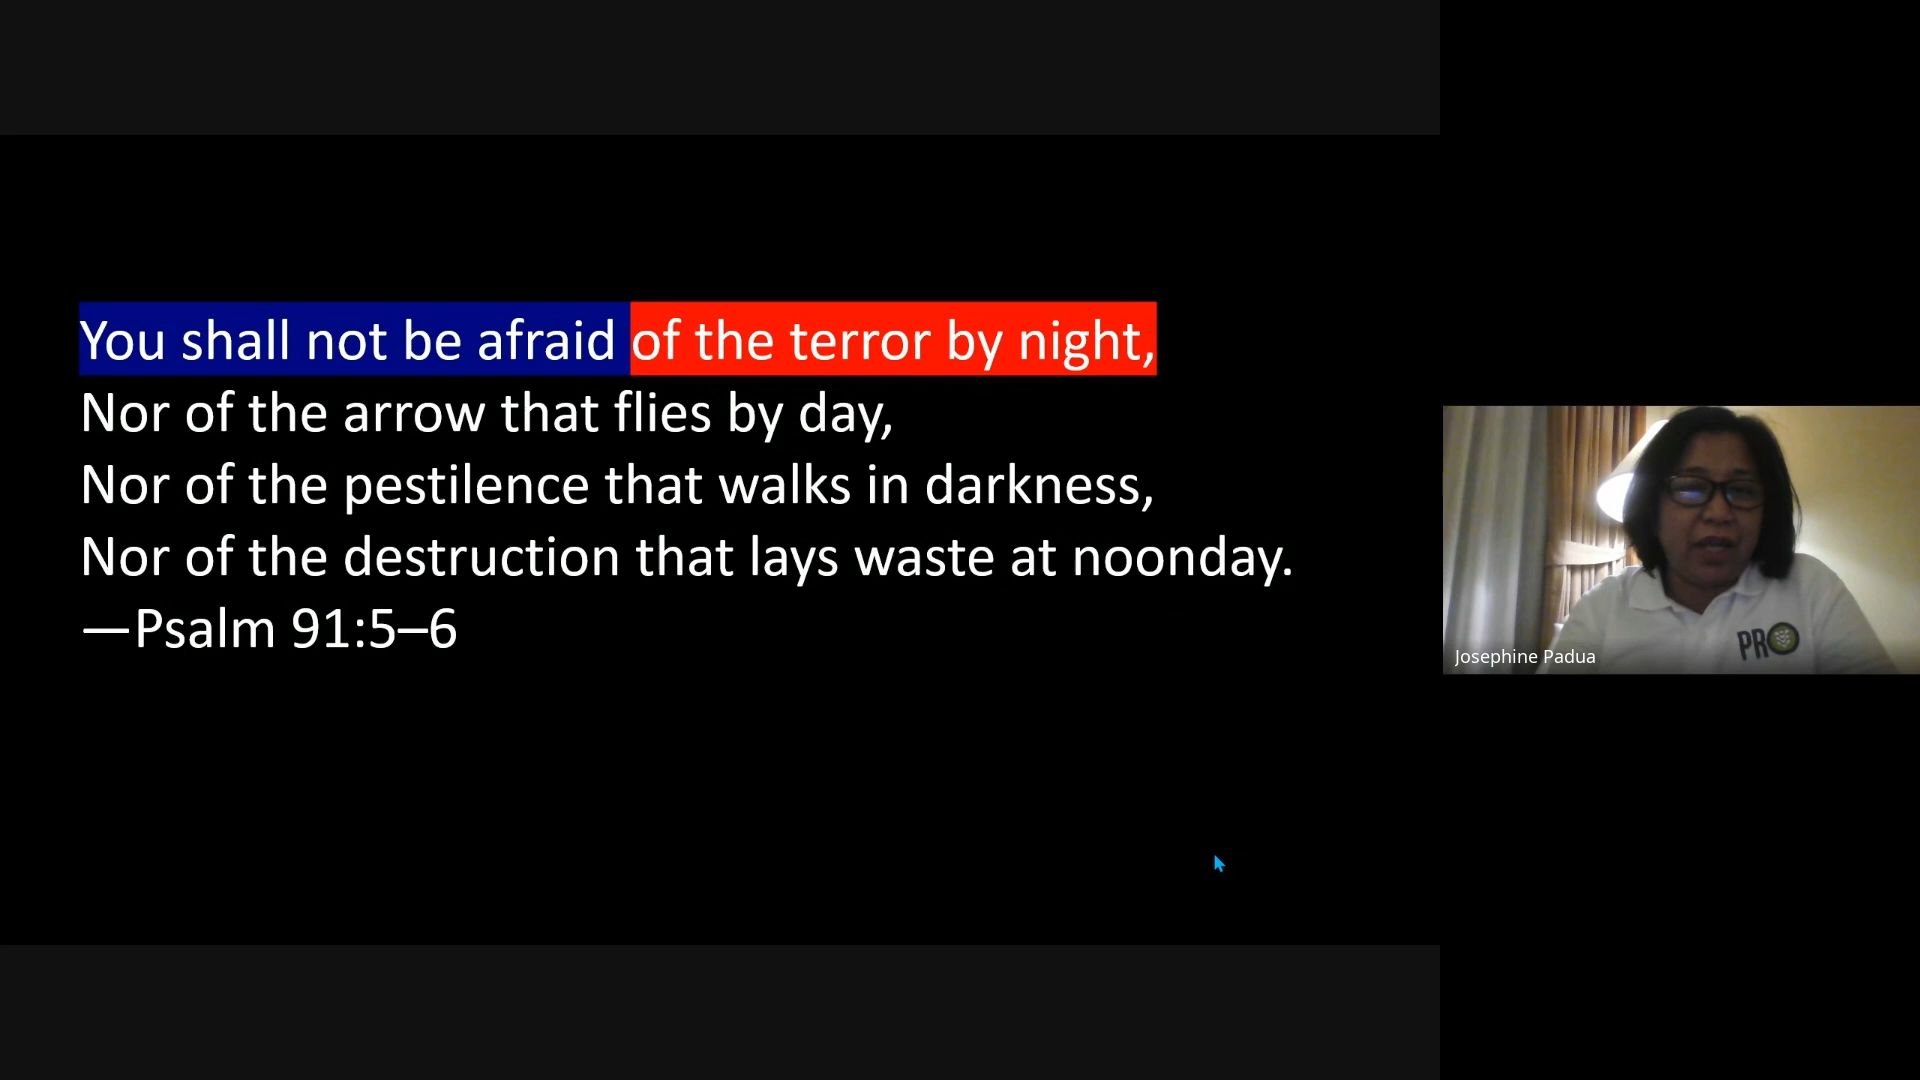 You shall not be afraid of the terror by night,
Nor of the arrow that flies by day,
Nor of the pestilence that walks in darkness,
Nor of the destruction that lays waste at noonday.
—Psalm 91:5–6
Josephine Padua
PRO